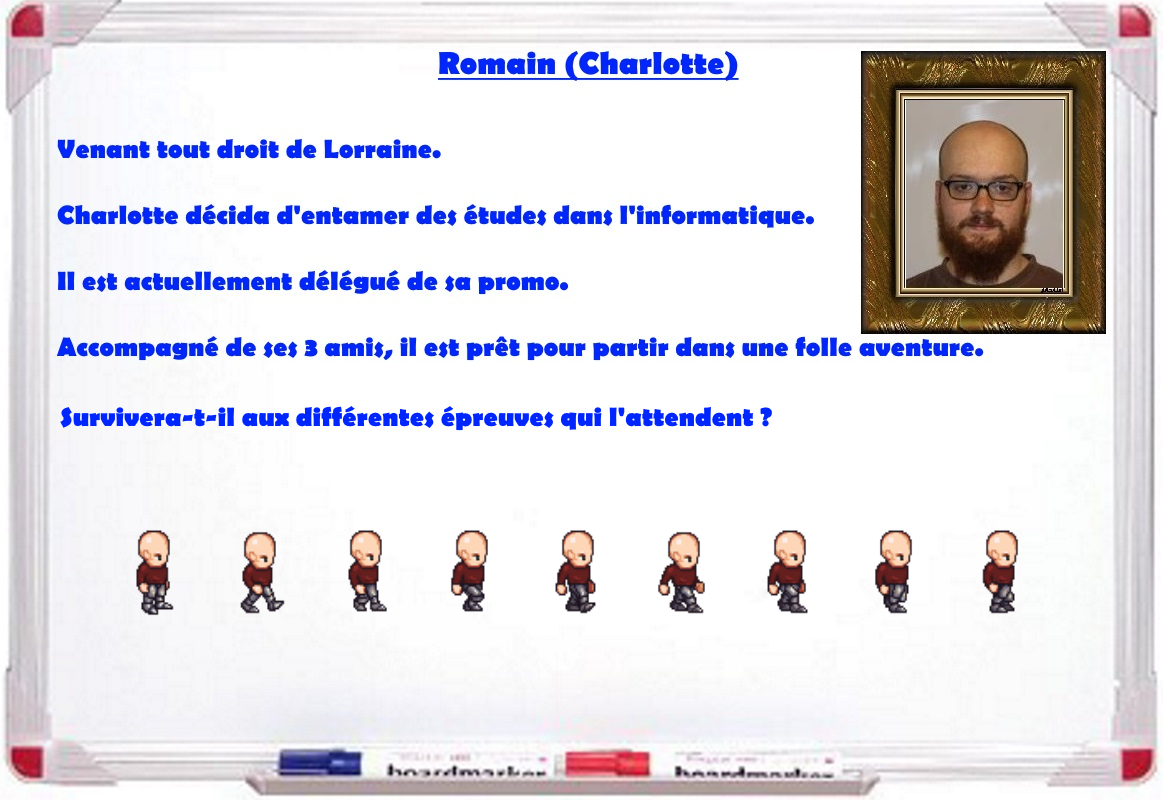 Romain (Charlotte)
Venant tout droit de Lorraine.
Charlotte décida d'entamer des études dans l'informatique.
Il est actuellement délégué de sa promo.
Accompagné de ses 3 amis, il est prêt pour partir dans une folle aventure.
Survivera-t-il aux différentes épreuves qui l'attendent ?
boardmarker boardmarker